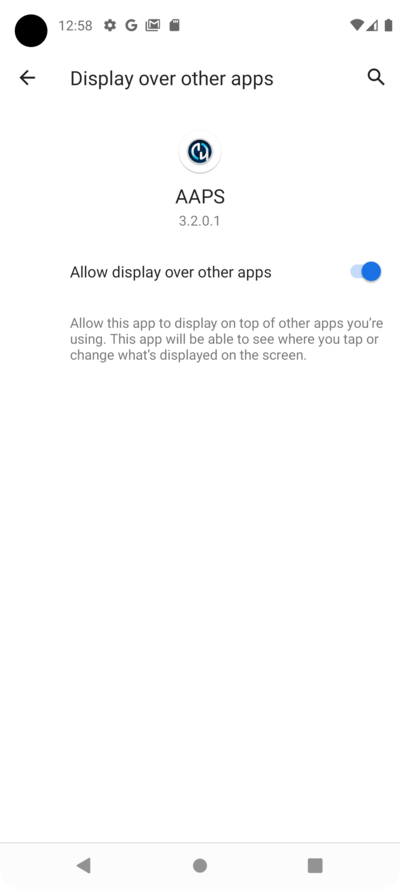 12:58
Display over other apps
AAPS
3.2.0.1
Allow display over other apps
Allow this app to display on top of other apps you’re
using. This app will be able to see where you tap or
change what’s displayed on the screen.